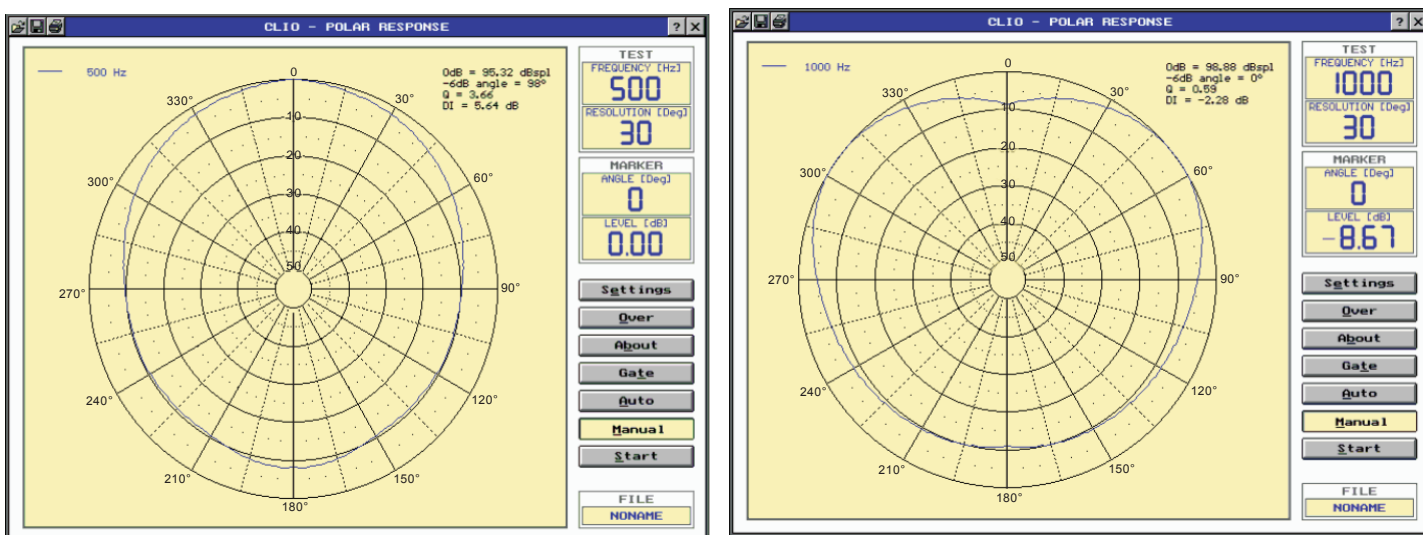 CLIO - POLAR RESPONSE
? X
500 Hz
0dB = 95.32 dBspl
-6dB angle = 98°
Q = 3.66
DI = 5.64 dB
0
30°
60°
90°
120°
150°
180°
210°
240°
270°
300°
330°
10
20
30
40
50
TEST
FREQUENCY [Hz]
500
RESOLUTION [Deg]
30
MARKER
ANGLE [Deg]
0
LEVEL [dB]
0.00
Settings
Over
About
Gate
Auto
Manual
Start
FILE
NONAME
CLIO - POLAR RESPONSE
? X
1000 Hz
0dB = 98.88 dBspl
-6dB angle = 0°
Q = 0.59
DI = -2.28 dB
0
30°
60°
90°
120°
150°
180°
210°
240°
270°
300°
330°
10
20
30
40
50
TEST
FREQUENCY [Hz]
1000
RESOLUTION [Deg]
30
MARKER
ANGLE [Deg]
0
LEVEL [dB]
-8.67
Settings
Over
About
Gate
Auto
Manual
Start
FILE
NONAME